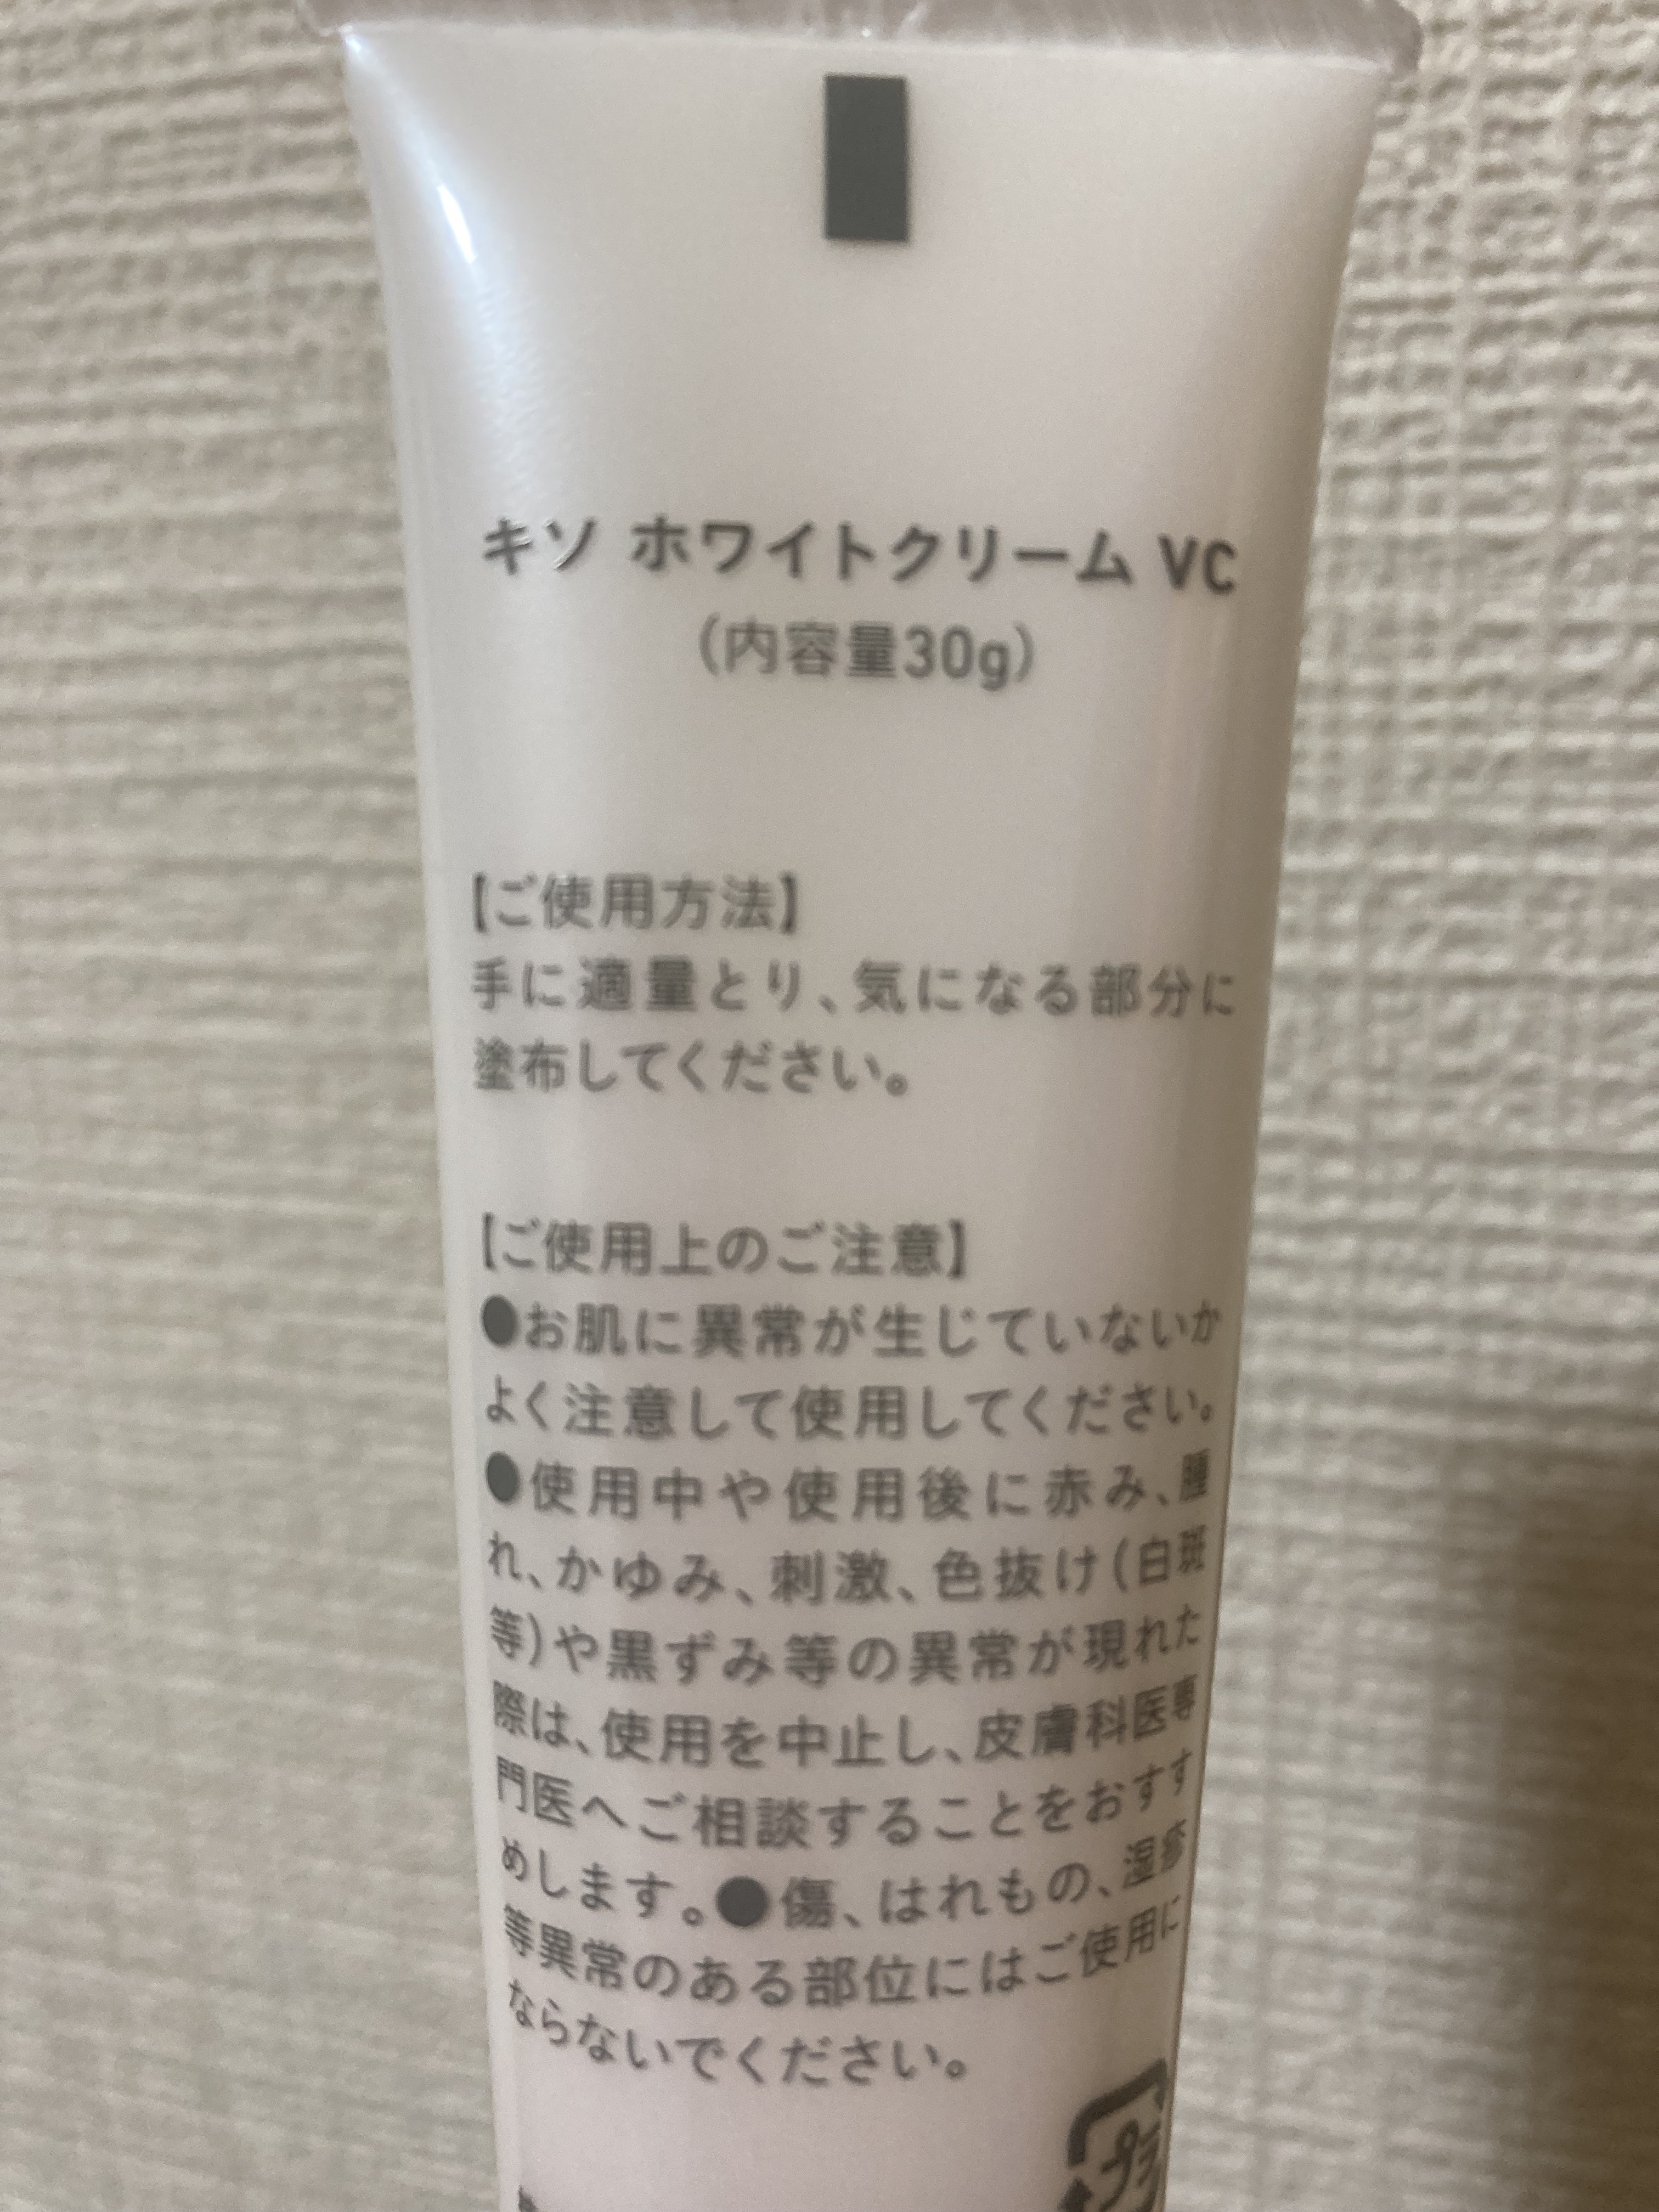 キソ ホワイトクリーム VC
(内容量30g)
【ご使用方法】
手に適量とり、気になる部分に
塗布してください。
【ご使用上のご注意】
●お肌に異常が生じていないか
よく注意して使用してください。
●使用中や使用後に赤み、腫
れ、かゆみ、刺激、色抜け(白斑
等)や黒ずみ等の異常が現れた
際は、使用を中止し、皮膚科医専
門医へご相談することをおすす
めします。●傷、はれもの、湿疹
等異常のある部位にはご使用に
ならないでください。
プラ